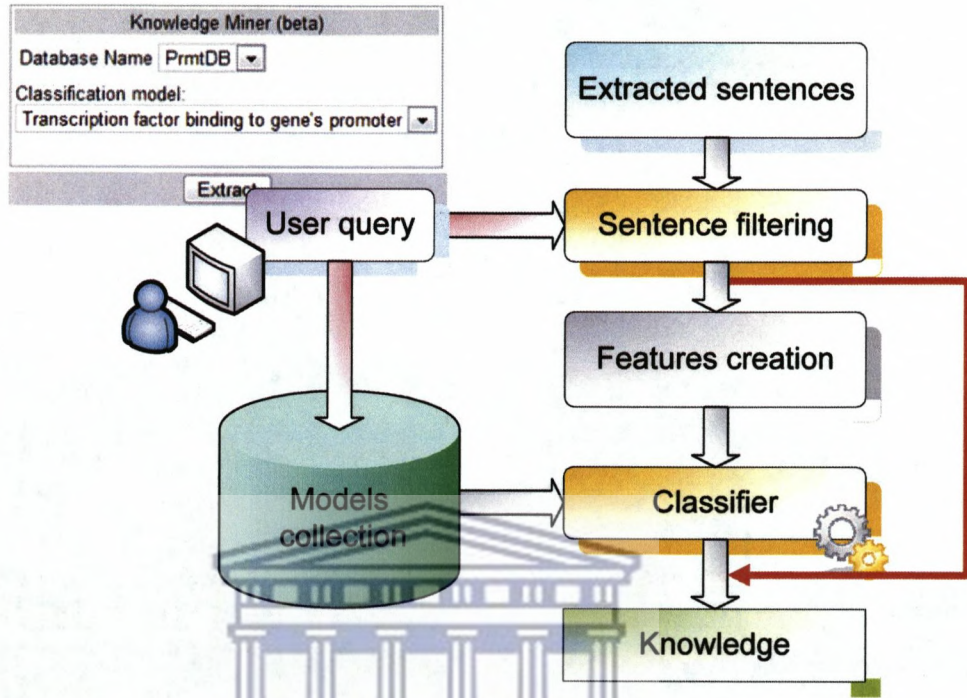 Knowledge Miner (beta)
Database Name PrmtDB
Classification model:
Transcription factor binding to gene's promoter
Extract
User query
Extracted sentences
Sentence filtering
Features creation
Models
collection
Classifier
Knowledge